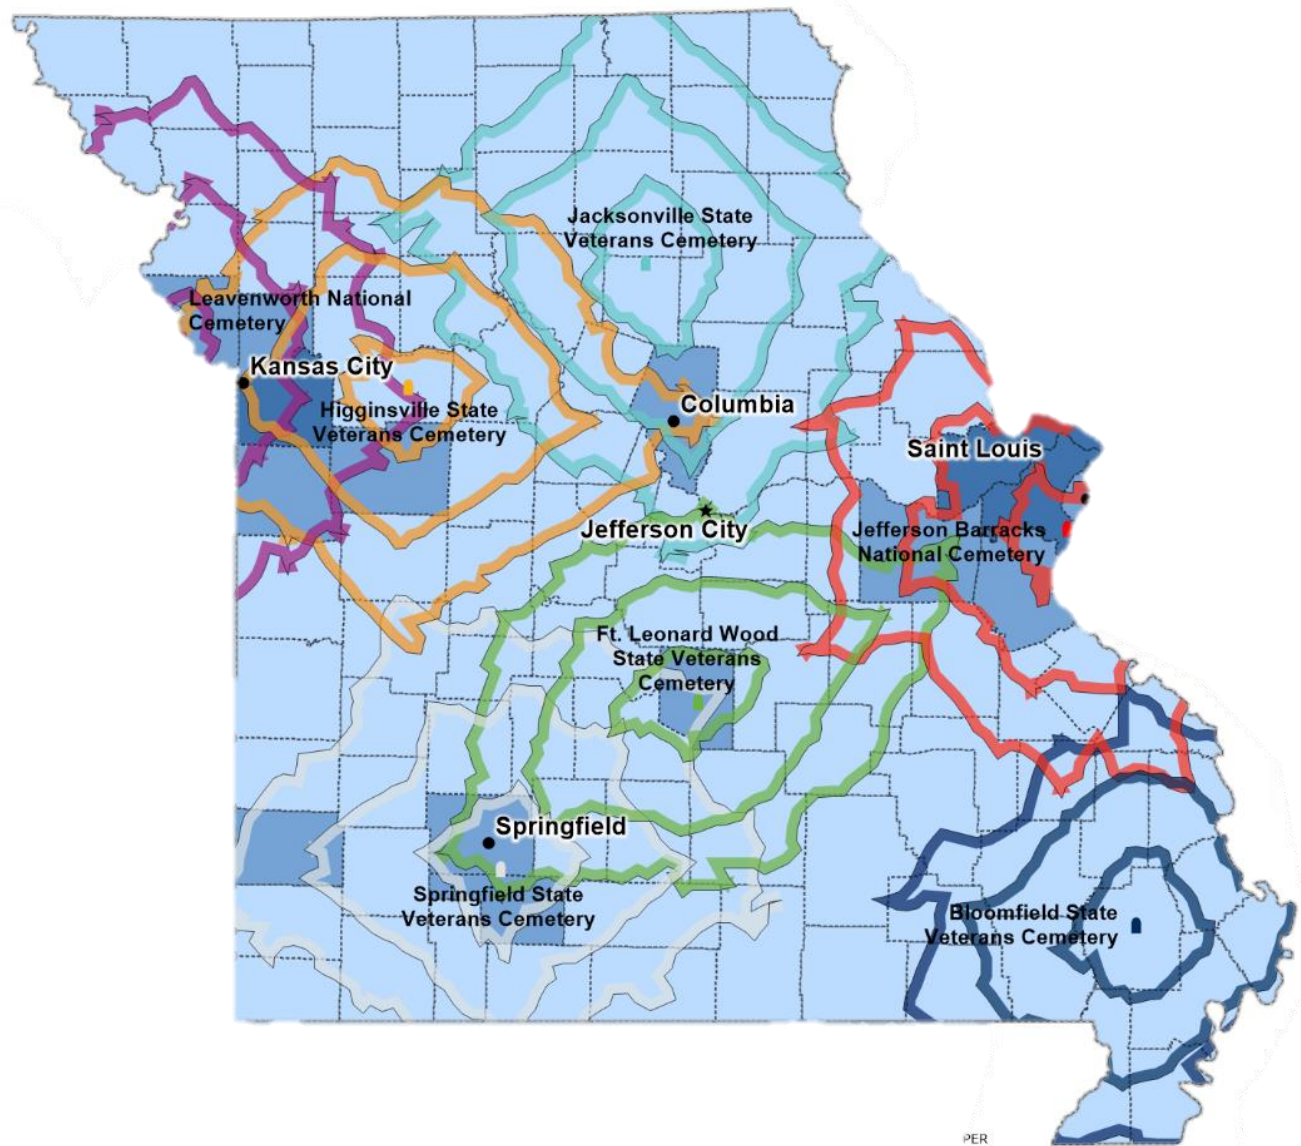 Jacksonville State
Veterans Cemetery
Leavenworth National
Cemetery
Kansas City
Higginsville State
Veterans Cemetery
Columbia
Saint Louis
Jefferson City
Jefferson Barracks
National Cemetery
Ft. Leonard Wood
State Veterans
Cemetery
Springfield
Springfield State
Veterans Cemetery
Bloomfield State
Veterans Cemetery
PER